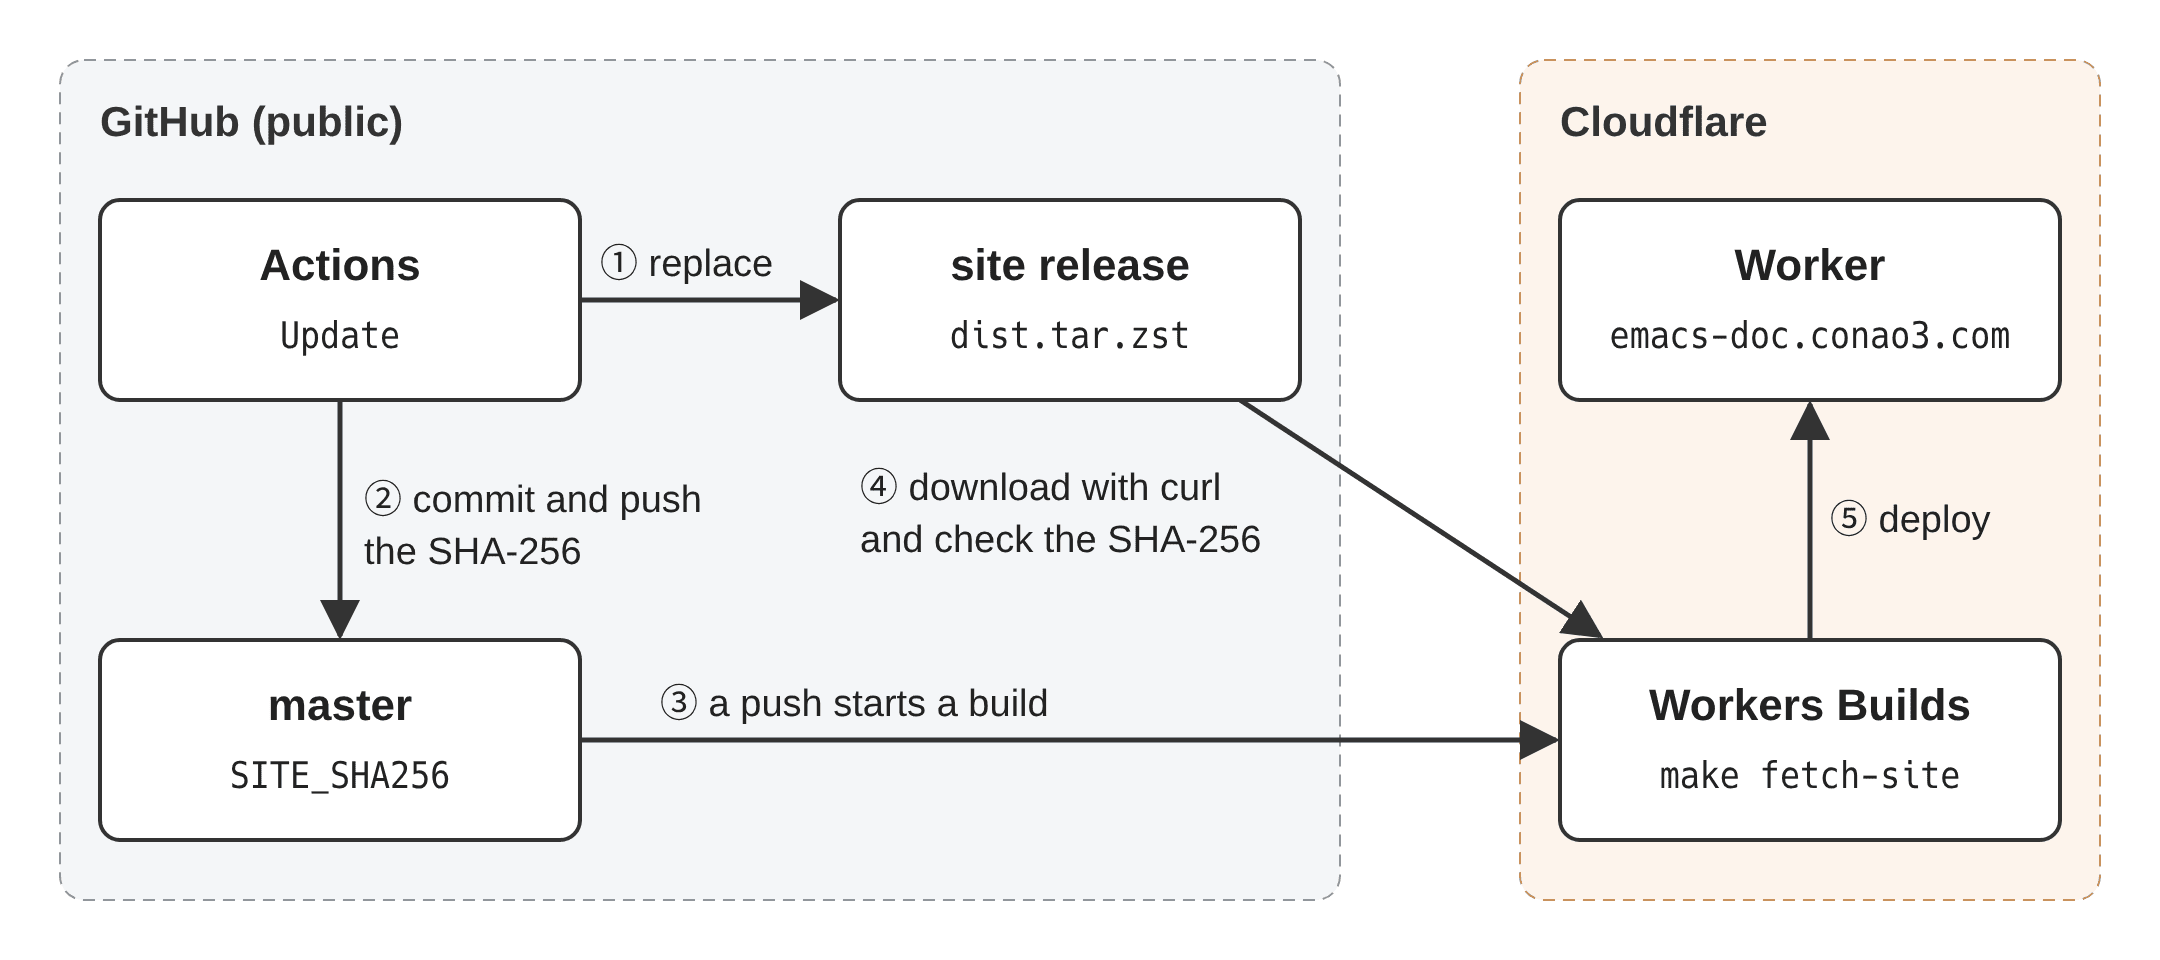 GitHub (public)
Actions
Update
① replace
site release
dist.tar.zst
② commit and push
the SHA-256
④ download with curl
and check the SHA-256
master
SITE_SHA256
③ a push starts a build
Cloudflare
Worker
emacs-doc.conao3.com
⑤ deploy
Workers Builds
make fetch-site